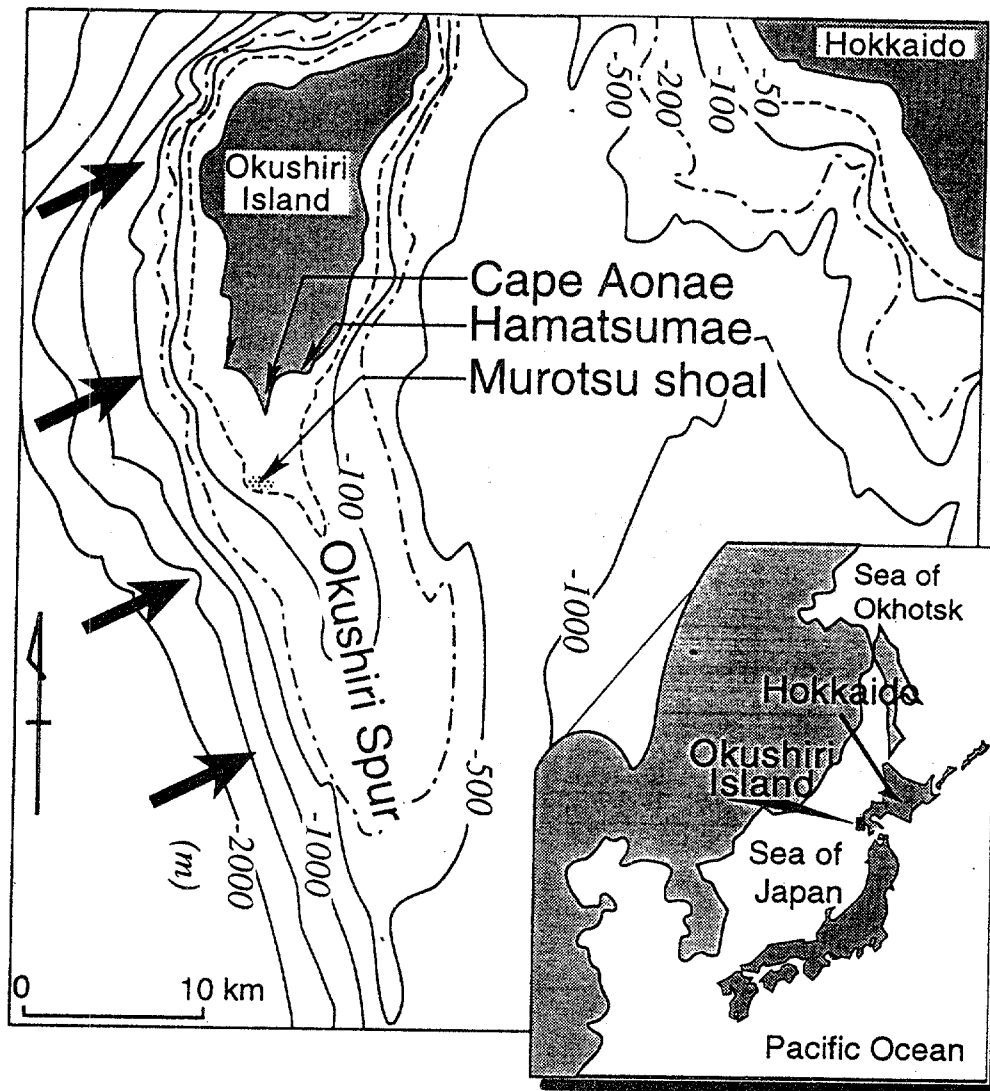 Hokkaido
-50
-100
-200
-500
Okushiri
Island
Cape Aonae
Hamatsumae
Murotsu shoal
-100
Okushiri Spur
-1000
-500
-1000
-2000
(m)
0 10 km
Sea of
Okhotsk
Hokkaido
Okushiri
Island
Sea of
Japan
Pacific Ocean